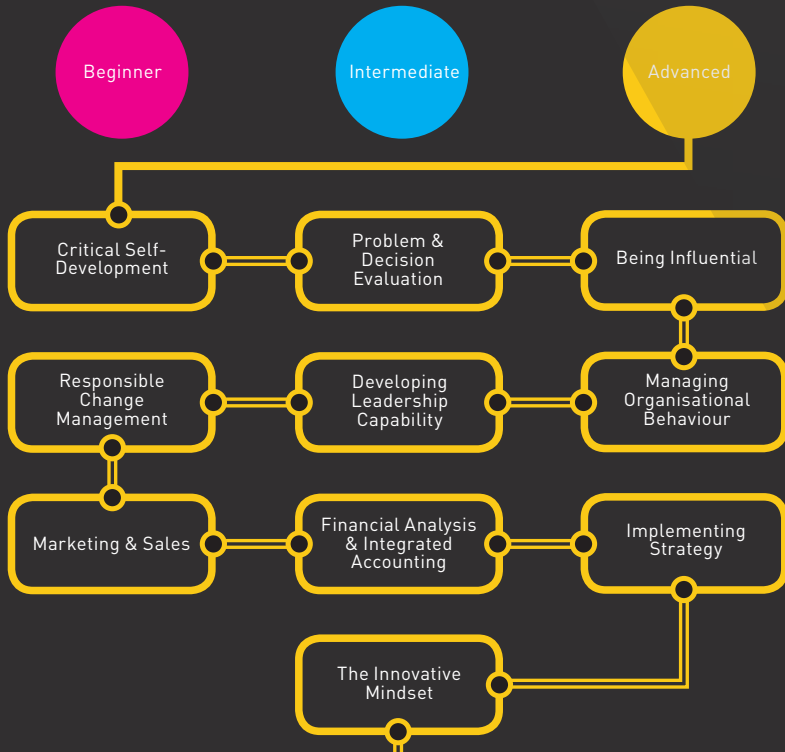 Beginner
Intermediate
Advanced
Critical Self-
Development
Problem &
Decision
Evaluation
Being Influential
Responsible
Change
Management
Developing
Leadership
Capability
Managing
Organisational
Behaviour
Marketing & Sales
Financial Analysis
& Integrated
Accounting
Implementing
Strategy
The Innovative
Mindset